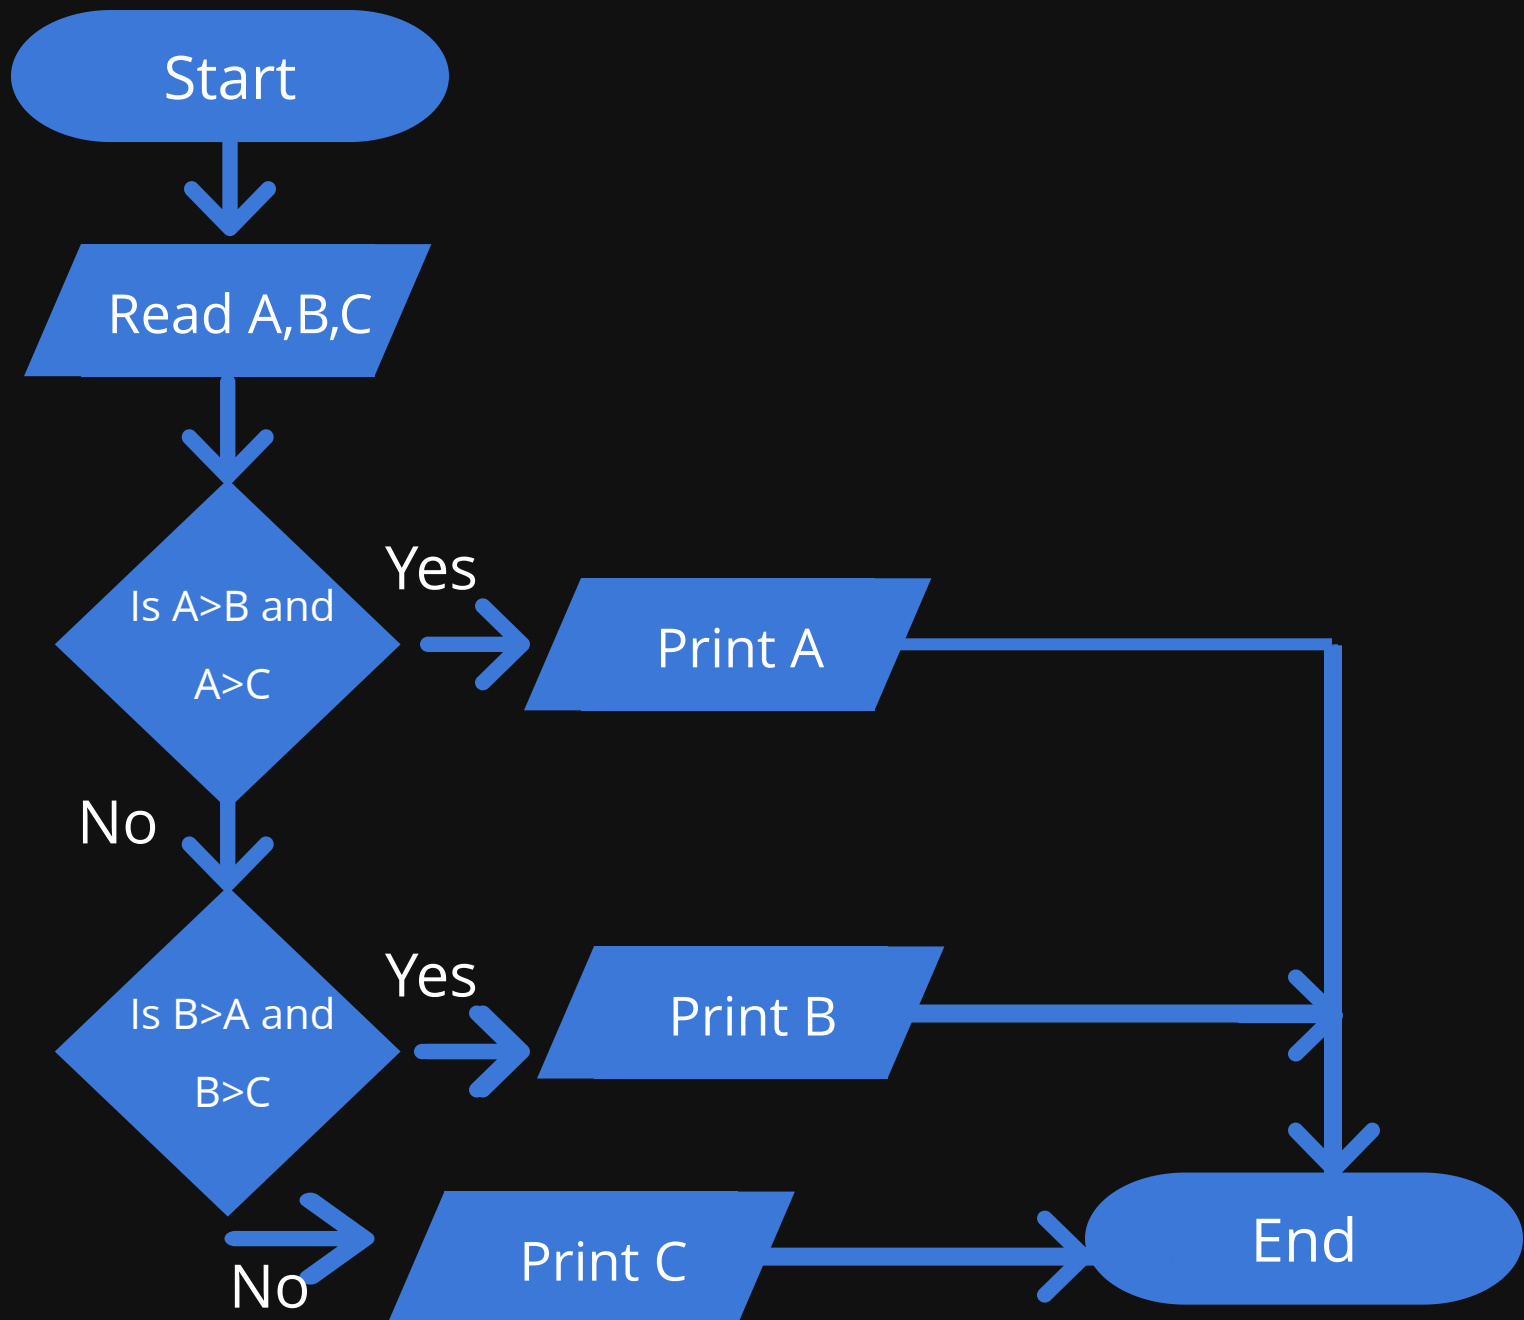 Start
Read A,B,C
Yes
Is A>B and
A>C
Print A
No
Yes
Is B>A and
B>C
Print B
No
Print C
End